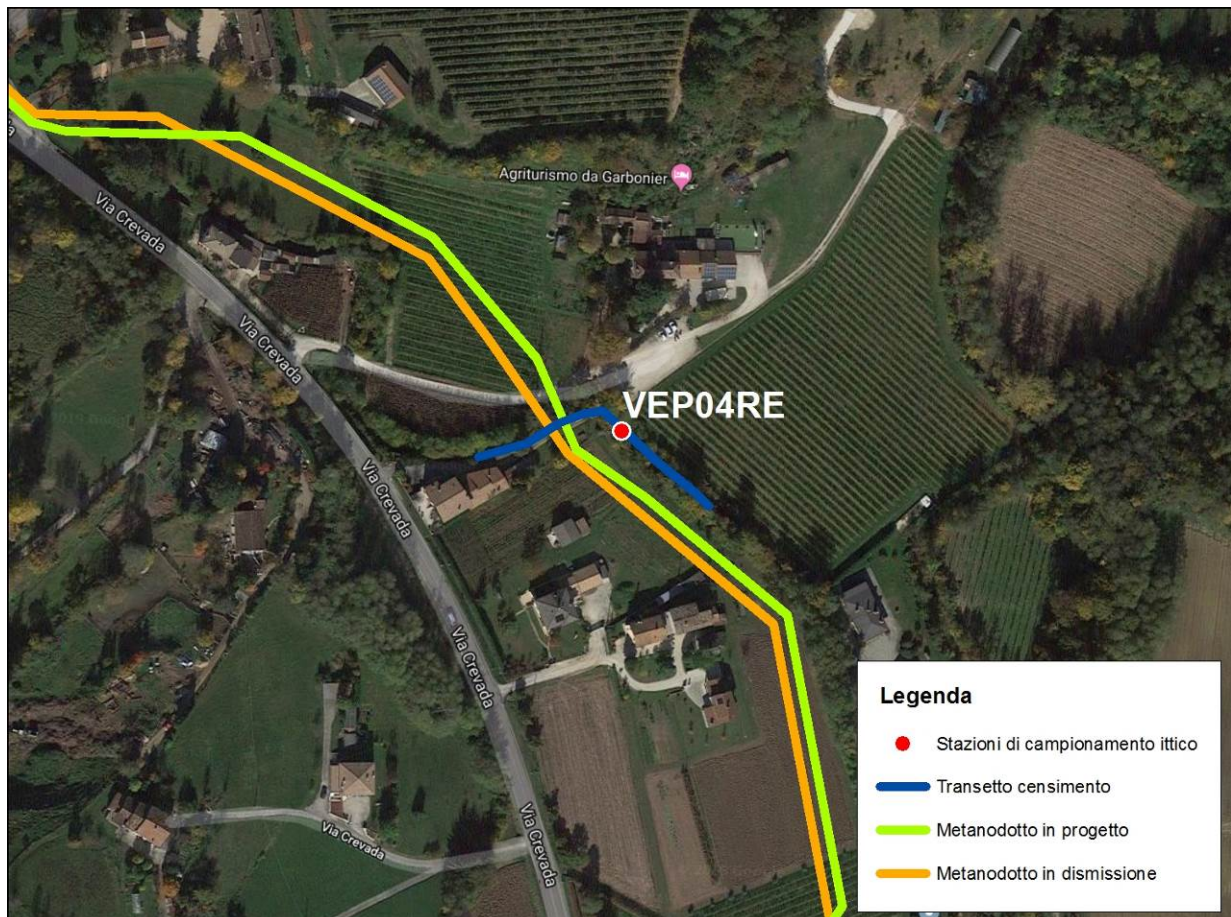 Agriturismo da Garbonier
Via Crevada
Via Crevada
Via Crevada
VEP04RE
Via Crevada
Via Crevada
Via Crevada
Legenda
Stazioni di campionamento ittico
Transetto censimento
Metanodotto in progetto
Metanodotto in dismissione